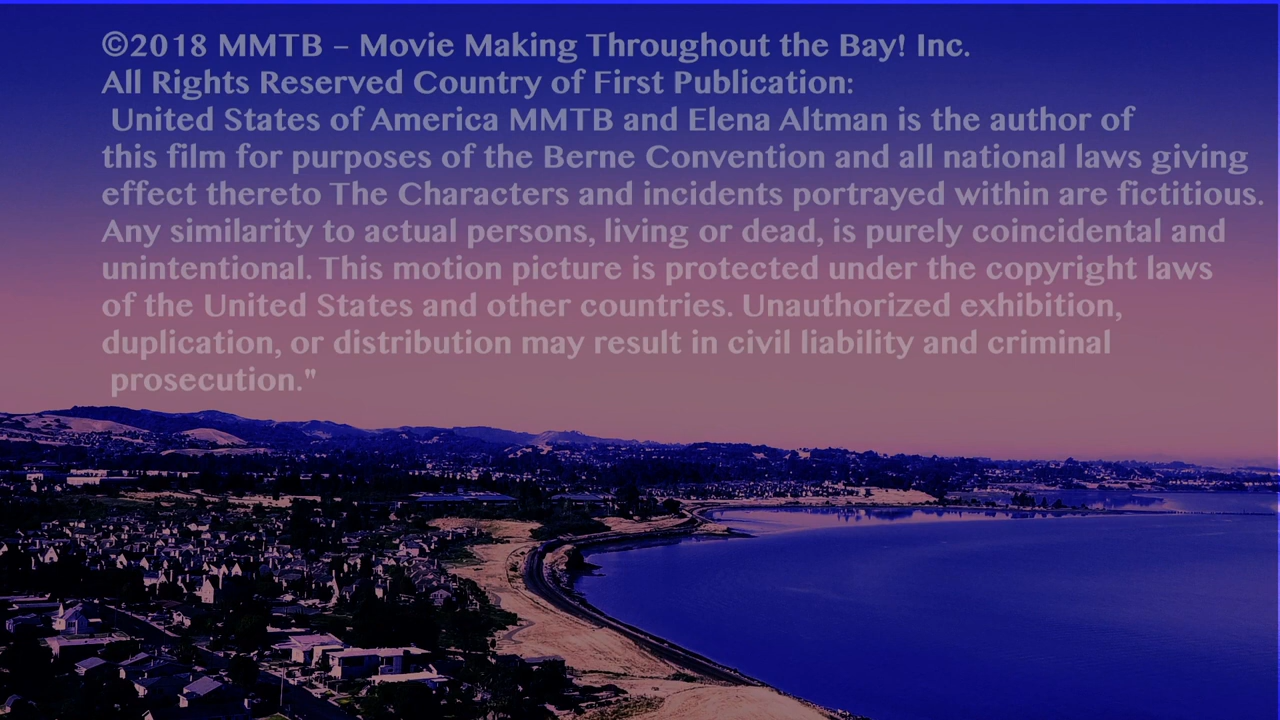 ©2018 MMTB – Movie Making Throughout the Bay! Inc.
All Rights Reserved Country of First Publication:
United States of America MMTB and Elena Altman is the author of
this film for purposes of the Berne Convention and all national laws giving
effect thereto The Characters and incidents portrayed within are fictitious.
Any similarity to actual persons, living or dead, is purely coincidental and
unintentional. This motion picture is protected under the copyright laws
of the United States and other countries. Unauthorized exhibition,
duplication, or distribution may result in civil liability and criminal
prosecution."